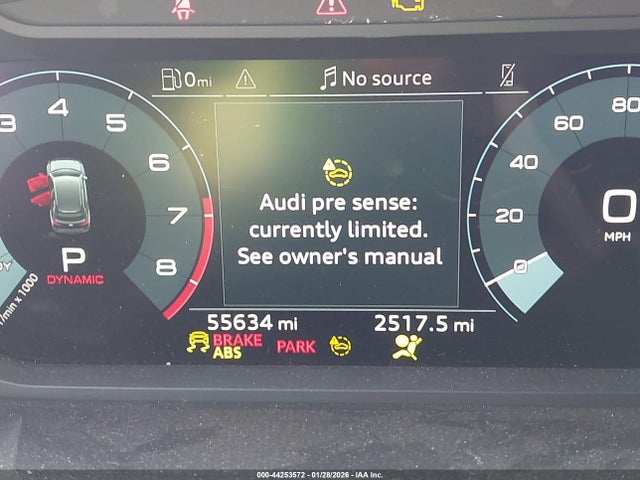 0mi
No source
3 4 5 6 7 8
20 40 60 80
Audi pre sense:
currently limited.
See owner's manual
P
DYNAMIC
0
MPH
0
1/min x 1000
55634 mi
2517.5 mi
BRAKE
ABS
PARK
000-44253572 - 01/28/2026 - IAA Inc.